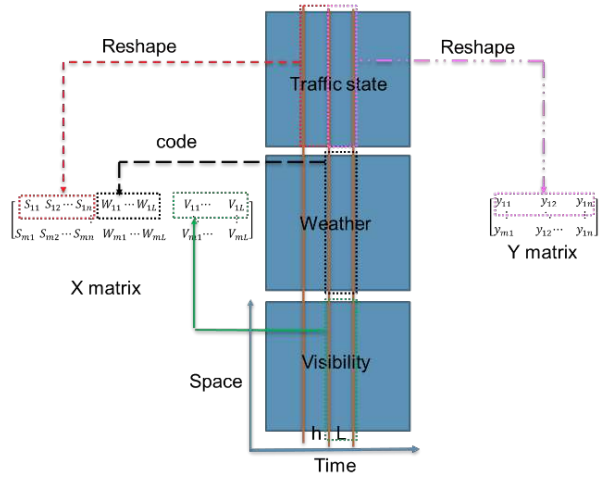 Reshape
Reshape
Traffic state
code
S11 S12 ⋯ S1n W11 ⋯ W1L V11⋯ V1L
Sm1 Sm2 ⋯ Smn Wm1 ⋯ WmL Vm1⋯ VmL
X matrix
Weather
y11 y12 y1n
ym1 y12⋯ y1n
Y matrix
Visibility
Space
h L
Time